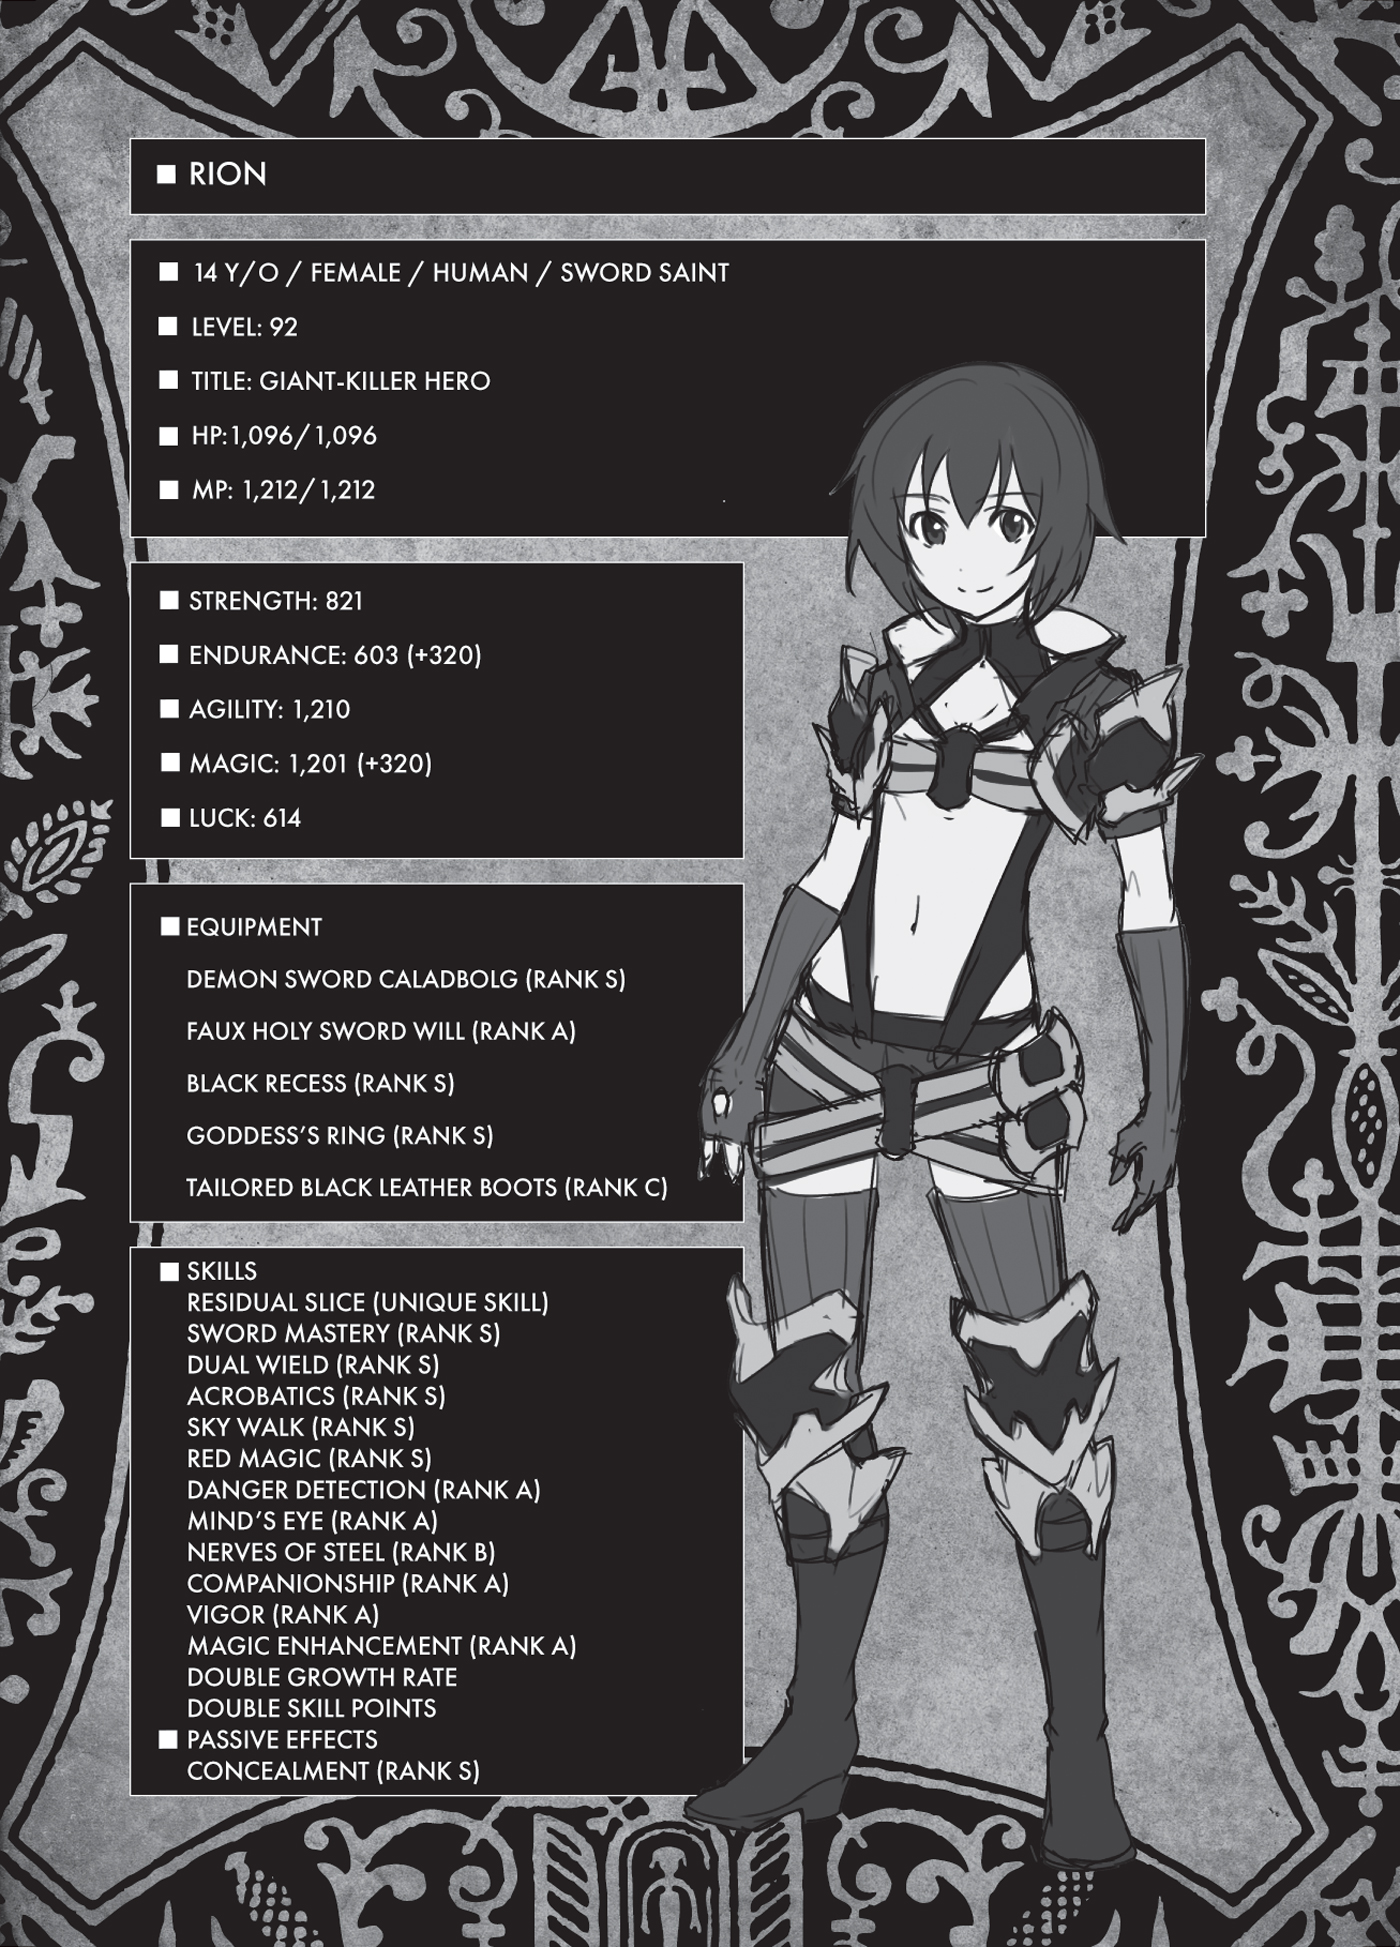 RION
14 Y/O / FEMALE / HUMAN / SWORD SAINT
LEVEL: 92
TITLE: GIANT-KILLER HERO
HP:1,096/1,096
MP: 1,212/1,212
STRENGTH: 821
ENDURANCE: 603 (+320)
AGILITY: 1,210
MAGIC: 1,201 (+320)
LUCK: 614
EQUIPMENT
DEMON SWORD CALADBOLG (RANK S)
FAUX HOLY SWORD WILL (RANK A)
BLACK RECESS (RANK S)
GODDESS'S RING (RANK S)
TAILORED BLACK LEATHER BOOTS (RANK C)
SKILLS
RESIDUAL SLICE (UNIQUE SKILL)
SWORD MASTERY (RANK S)
DUAL WIELD (RANK S)
ACROBATICS (RANK S)
SKY WALK (RANK S)
RED MAGIC (RANK S)
DANGER DETECTION (RANK A)
MIND'S EYE (RANK A)
NERVES OF STEEL (RANK B)
COMPANIONSHIP (RANK A)
VIGOR (RANK A)
MAGIC ENHANCEMENT (RANK A)
DOUBLE GROWTH RATE
DOUBLE SKILL POINTS
PASSIVE EFFECTS
CONCEALMENT (RANK S)